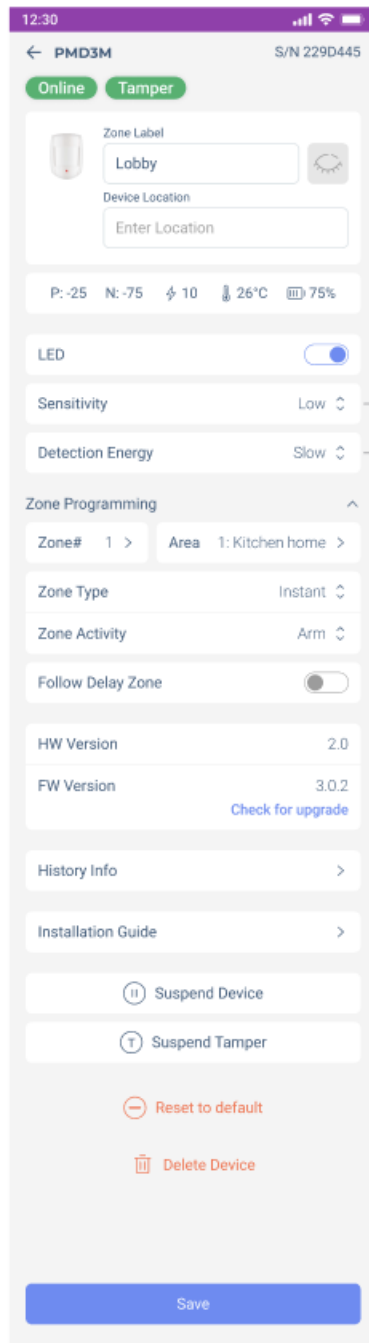 12:30
PMD3M S/N 229D445
Online Tamper
Zone Label
Lobby
Device Location
Enter Location
P: -25 N: -75 10 26°C 75%
LED
Sensitivity Low
Detection Energy Slow
Zone Programming
Zone# 1 > Area 1: Kitchen home >
Zone Type Instant
Zone Activity Arm
Follow Delay Zone
HW Version 2.0
FW Version 3.0.2
Check for upgrade
History Info >
Installation Guide >
Suspend Device
T Suspend Tamper
Reset to default
Delete Device
Save